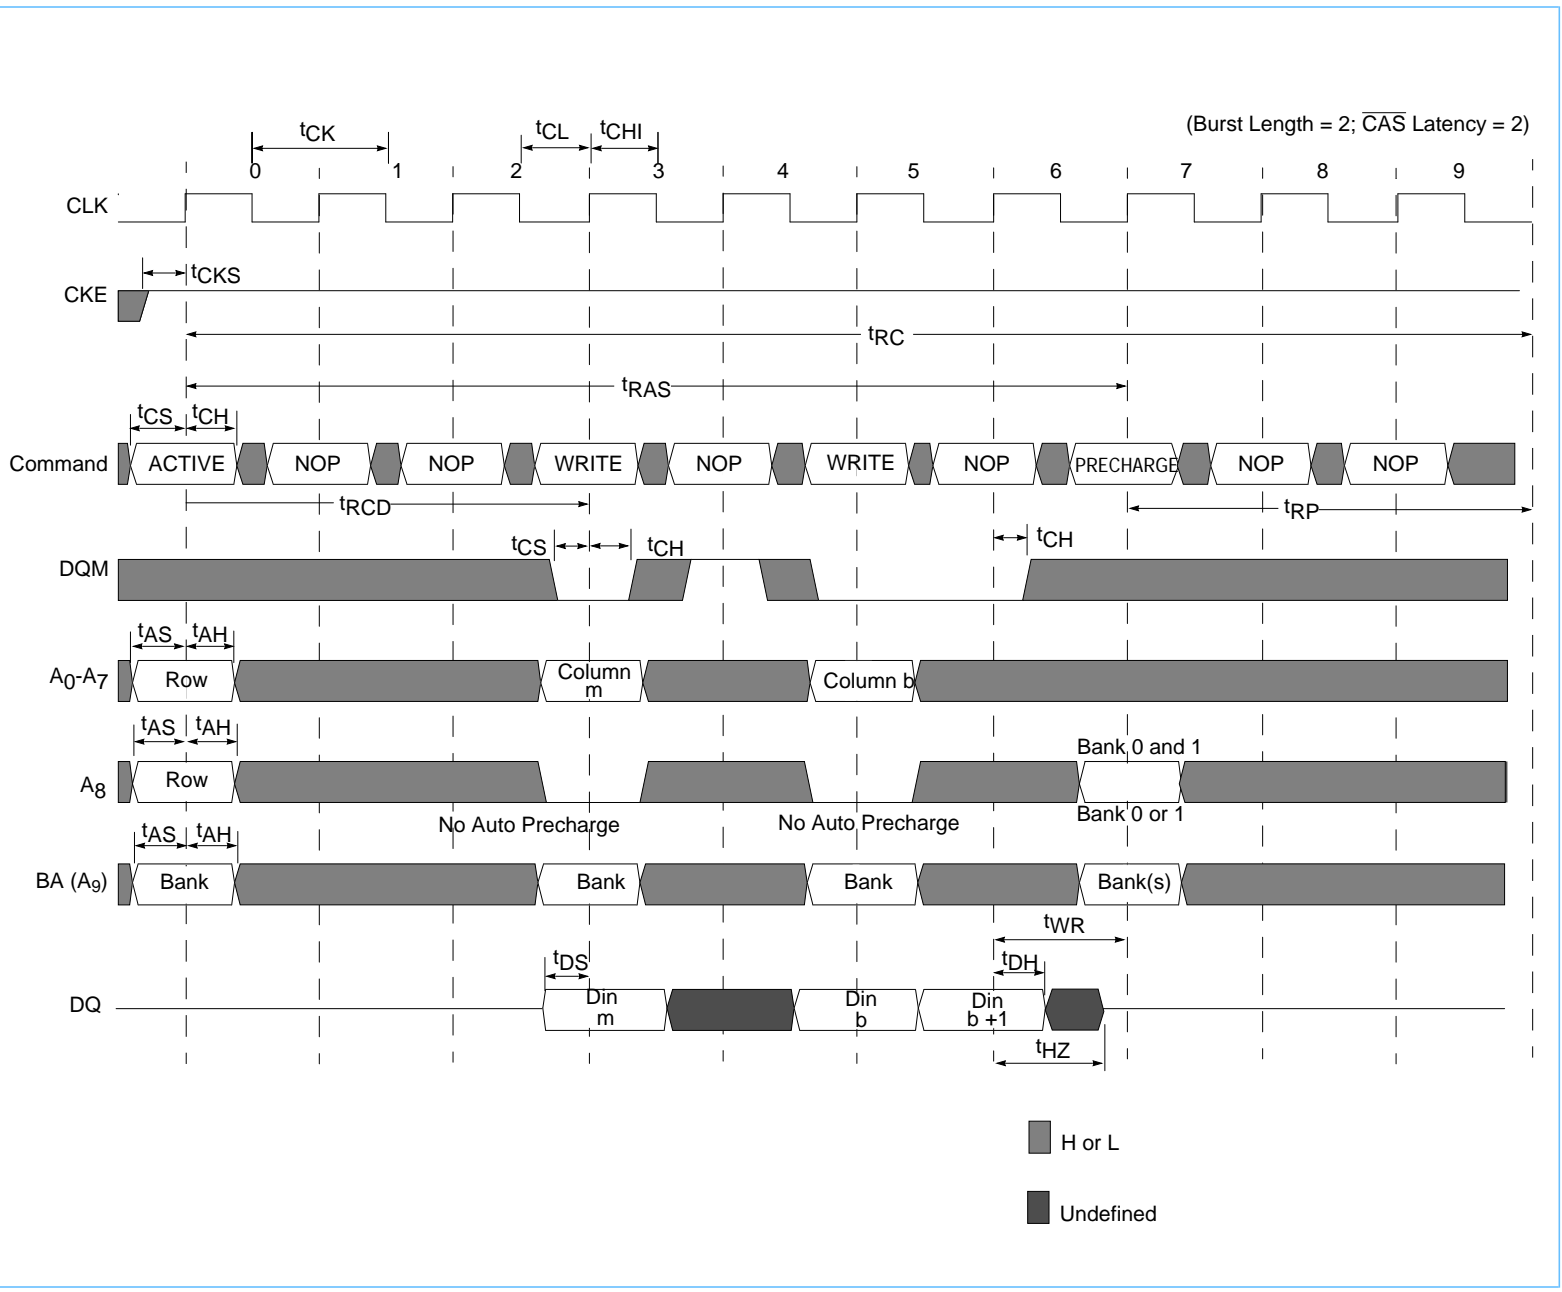 (Burst Length = 2; CAS Latency = 2)
tCK tCL tCHI
0 1 2 3 4 5 6 7 8 9
CLK
tCKS
CKE
tRC
tRAS
tCS tCH
Command ACTIVE NOP NOP WRITE NOP WRITE NOP PRECHARGE NOP NOP
tRCD tRP
tCS tCH tCH
DQM
tAS tAH
A0-A7 Row Column m Column b
tAS tAH
Bank 0 and 1
A8 Row
Bank 0 or 1
No Auto Precharge No Auto Precharge
tAS tAH
BA (A9) Bank Bank Bank Bank(s)
tWR
tDS tDH
DQ Din m Din b Din b +1
tHZ
H or L
Undefined